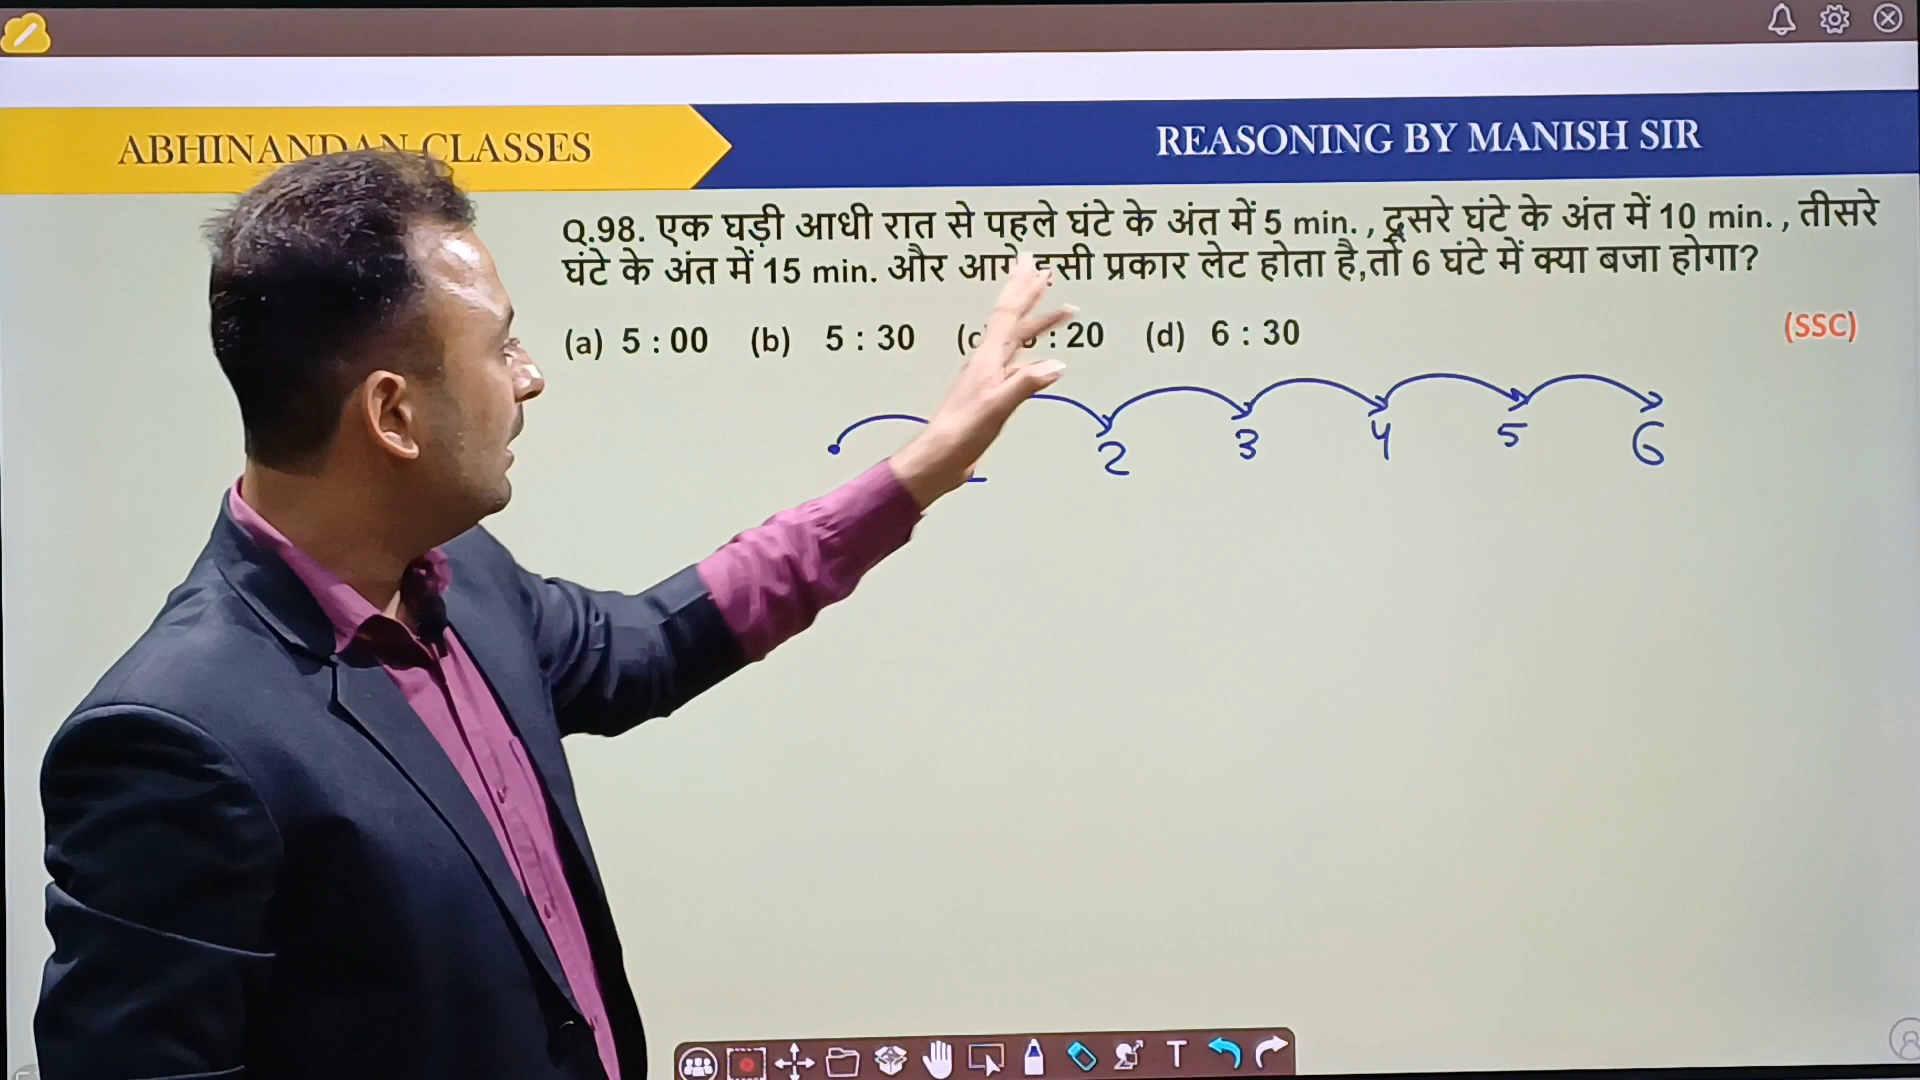 ABHINANDAN CLASSES
REASONING BY MANISH SIR
Q.98. एक घड़ी आधी रात से पहले घंटे के अंत में 5 min. , दूसरे घंटे के अंत में 10 min. , तीसरे
घंटे के अंत में 15 min. और आगे इसी प्रकार लेट होता है,तो 6 घंटे में क्या बजा होगा?
(a) 5 : 00 (b) 5 : 30 (c : 20 (d) 6 : 30
(SSC)
2 3 4 5 6
T